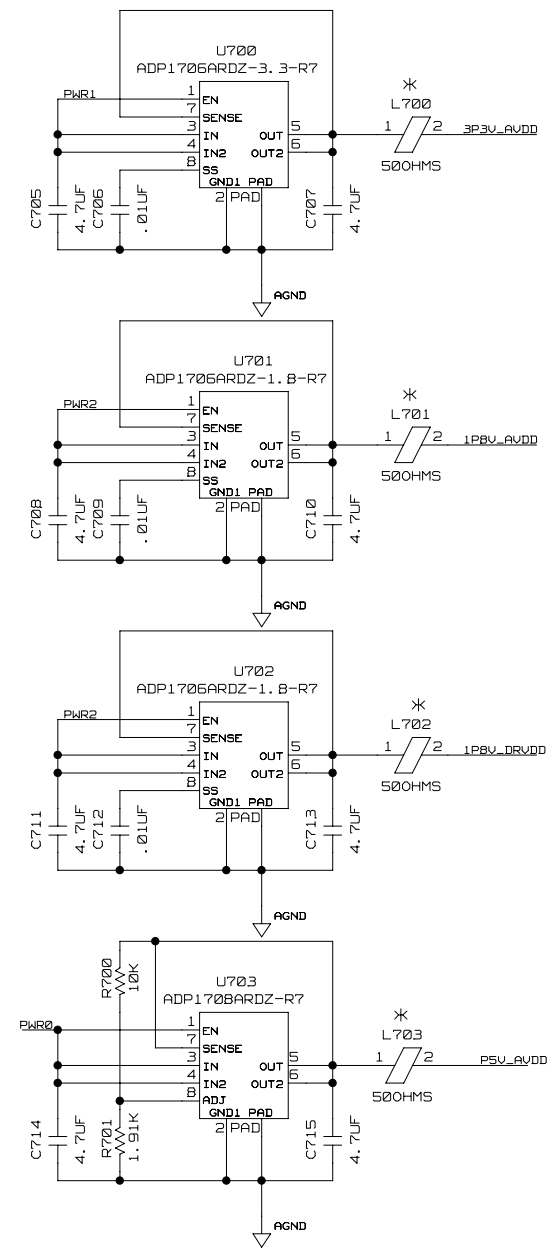 U700
ADP1706ARDZ-3.3-R7
PWR1
1 EN
7 SENSE
3 IN
4 IN2
8 SS
OUT 5
OUT2 6
GND1 PAD
2 PAD
C705 4.7UF
C706 .01UF
C707 4.7UF
*
L700
1 2
50OHMS
3P3V_AVDD
AGND
U701
ADP1706ARDZ-1.8-R7
PWR2
1 EN
7 SENSE
3 IN
4 IN2
8 SS
OUT 5
OUT2 6
GND1 PAD
2 PAD
C708 4.7UF
C709 .01UF
C710 4.7UF
*
L701
1 2
50OHMS
1P8V_AVDD
AGND
U702
ADP1706ARDZ-1.8-R7
PWR2
1 EN
7 SENSE
3 IN
4 IN2
8 SS
OUT 5
OUT2 6
GND1 PAD
2 PAD
C711 4.7UF
C712 .01UF
C713 4.7UF
*
L702
1 2
50OHMS
1P8V_DRVDD
AGND
R700 10K
U703
ADP1708ARDZ-R7
PWR0
1 EN
7 SENSE
3 IN
4 IN2
8 ADJ
OUT 5
OUT2 6
GND1 PAD
2 PAD
C714 4.7UF
R701 1.91K
C715 4.7UF
*
L703
1 2
50OHMS
P5V_AVDD
AGND